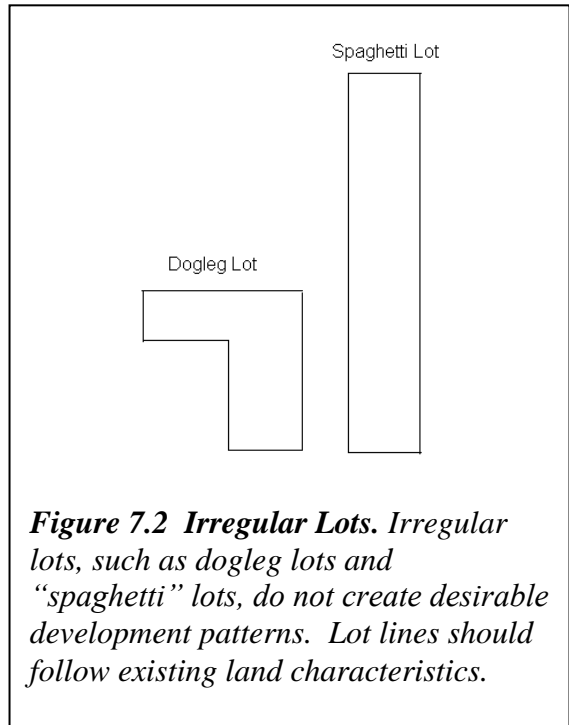 Spaghetti Lot
Dogleg Lot
Figure 7.2  Irregular Lots. Irregular
lots, such as dogleg lots and
“spaghetti” lots, do not create desirable
development patterns.  Lot lines should
follow existing land characteristics.